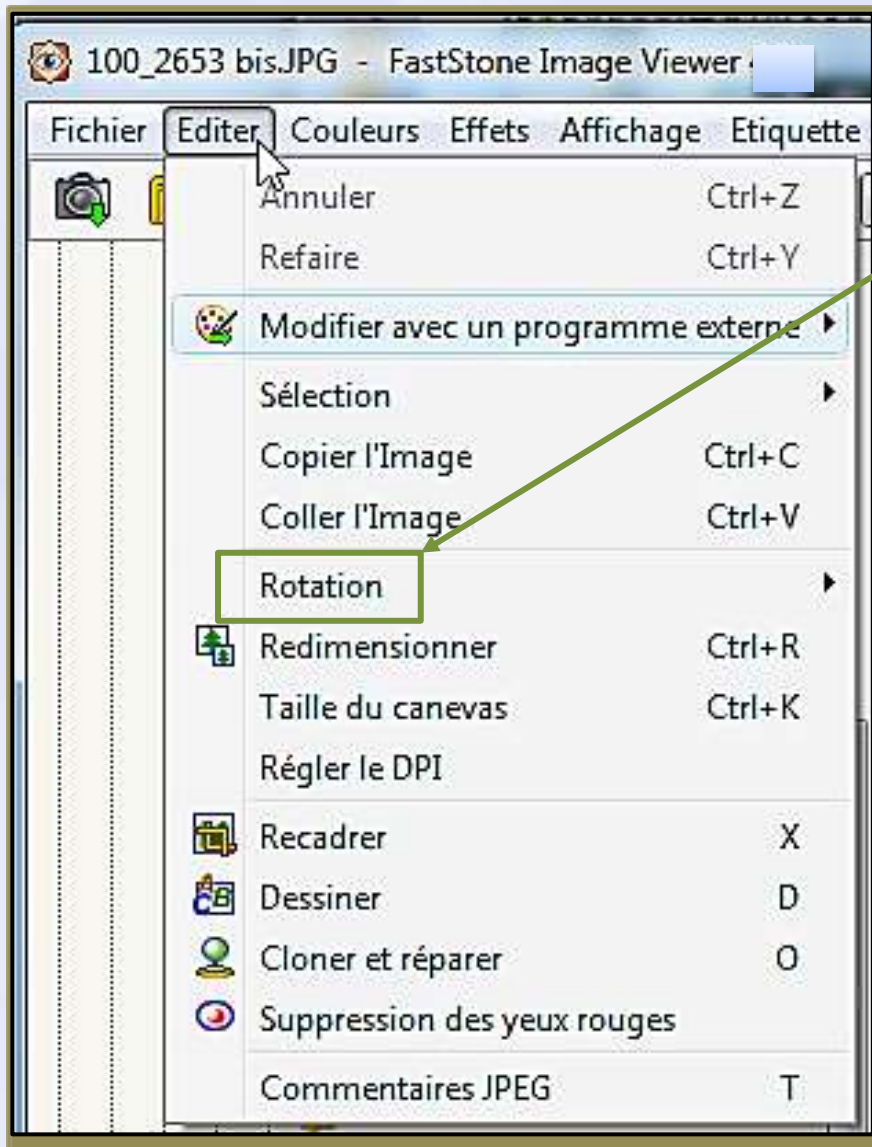 100_2653 bis.JPG - FastStone Image Viewer
Fichier Editer Couleurs Effets Affichage Etiquette
Annuler Ctrl+Z
Refaire Ctrl+Y
Modifier avec un programme externe
Sélection
Copier l'Image Ctrl+C
Coller l'Image Ctrl+V
Rotation
Redimensionner Ctrl+R
Taille du canevas Ctrl+K
Régler le DPI
Recadrer X
Dessiner D
Cloner et réparer O
Suppression des yeux rouges
Commentaires JPEG T